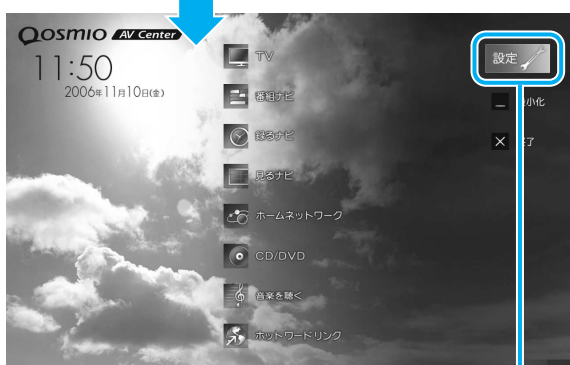 Qosmio AV Center
11:50
2006年11月10日(金)
TV
番組ナビ
録るナビ
見るナビ
ホームネットワーク
CD/DVD
音楽を聴く
ホットワードリンク
設定
小化
了